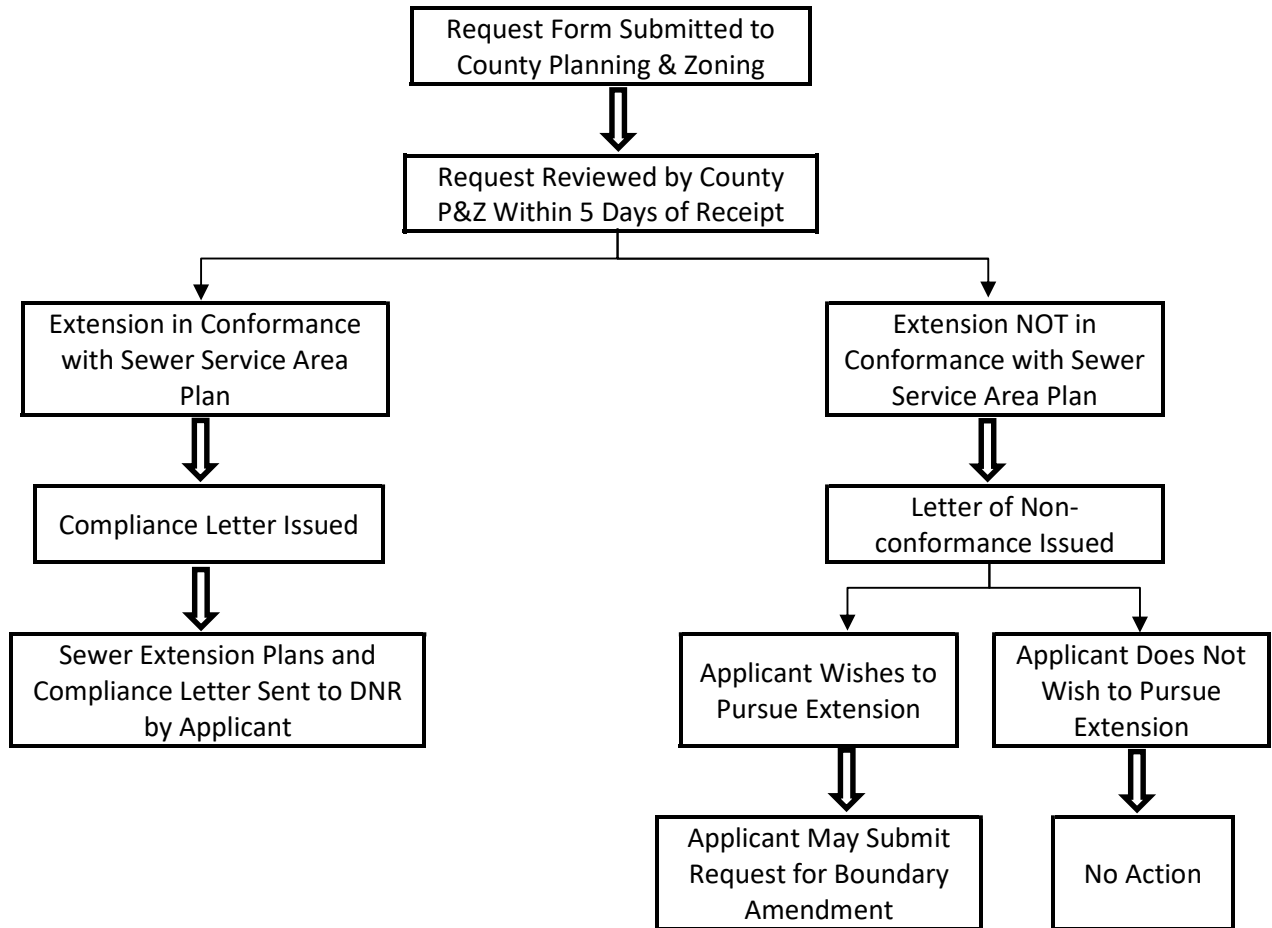 Request Form Submitted to
County Planning & Zoning
Request Reviewed by County
P&Z Within 5 Days of Receipt
Extension in Conformance
with Sewer Service Area
Plan
Extension NOT in
Conformance with Sewer
Service Area Plan
Compliance Letter Issued
Letter of Non-
conformance Issued
Sewer Extension Plans and
Compliance Letter Sent to DNR
by Applicant
Applicant Wishes to
Pursue Extension
Applicant Does Not
Wish to Pursue
Extension
Applicant May Submit
Request for Boundary
Amendment
No Action